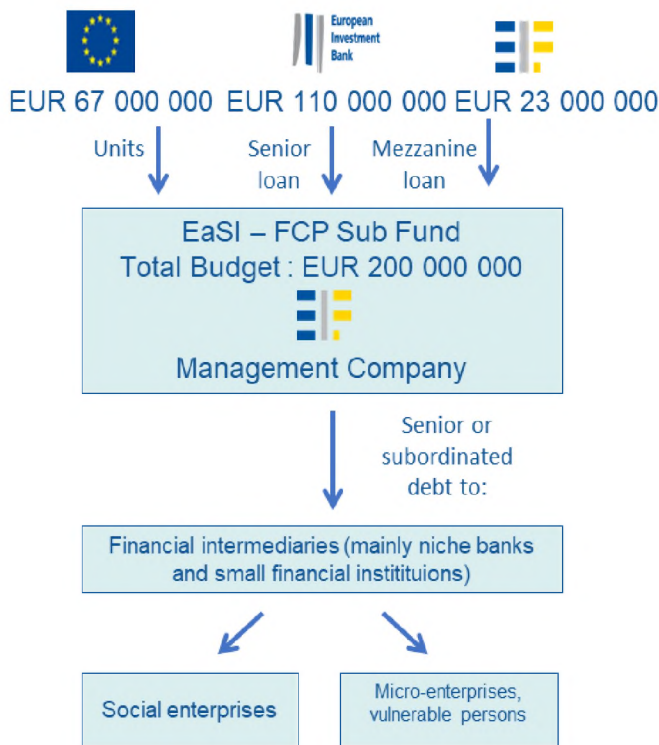 European
Investment
Bank
EUR 67 000 000 EUR 110 000 000 EUR 23 000 000
Units
Senior
loan
Mezzanine
loan
EaSI – FCP Sub Fund
Total Budget : EUR 200 000 000
Management Company
Senior or
subordinated
debt to:
Financial intermediaries (mainly niche banks
and small financial instituions)
Social enterprises
Micro-enterprises,
vulnerable persons